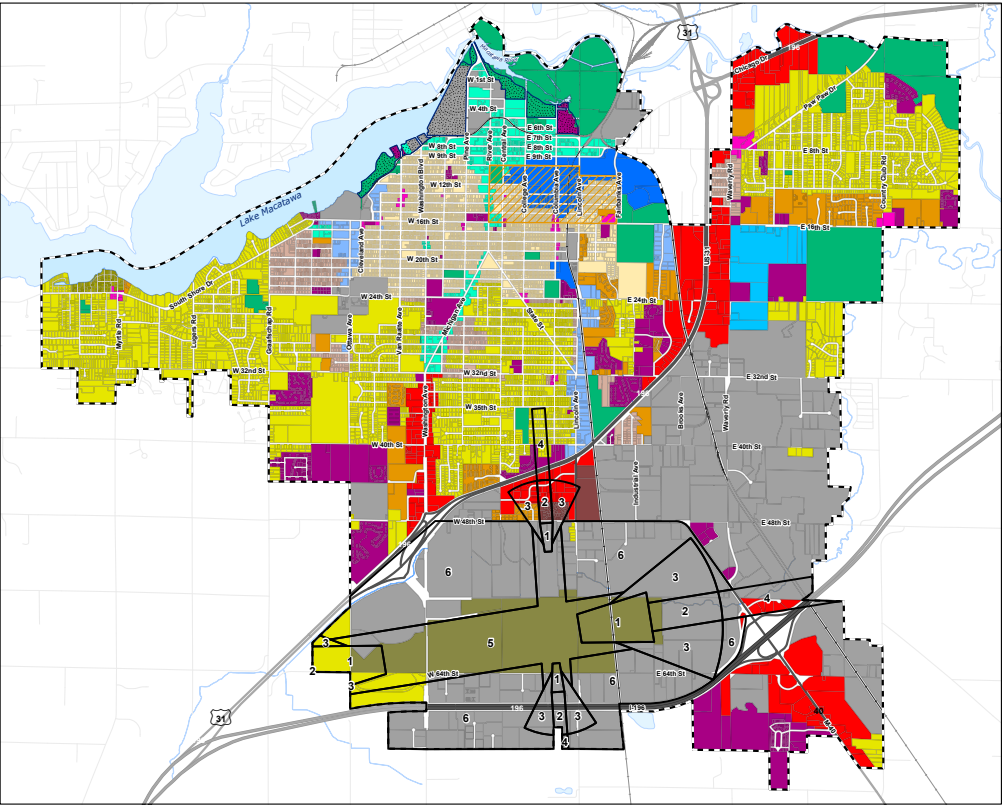 31
196
Chicago Dr
Macatawa River
W 1st St
Paw Paw Dr
W 4th St
E 6th St
Pine Ave
River Ave
Central Ave
E 7th St
W 8th St
E 8th St
E 8th St
W 9th St
E 9th St
Washington Blvd
College Ave
Columbia Ave
Lincoln Ave
Fairbanks Ave
Waverly Rd
Country Club Rd
W 12th St
Lake Macatawa
W 16th St
E 16th St
Cleveland Ave
US-31
W 20th St
South Shore Dr
W 24th St
E 24th St
Myrtle Rd
Lugers Rd
Graafschap Rd
Ottawa Ave
Van Raalte Ave
Michigan Ave
State St
W 32nd St
E 32nd St
196
Washington Ave
W 35th St
Lincoln Ave
Brooks Ave
Waverly Rd
W 40th St
E 40th St
4
Industrial Ave
3
2
3
W 48th St
E 48th St
1
6
6
3
4
2
1
3
5
6
3
1
2
3
W 64th St
E 64th St
1
6
31
196
I-196
6
3
2
3
4
40
M-40